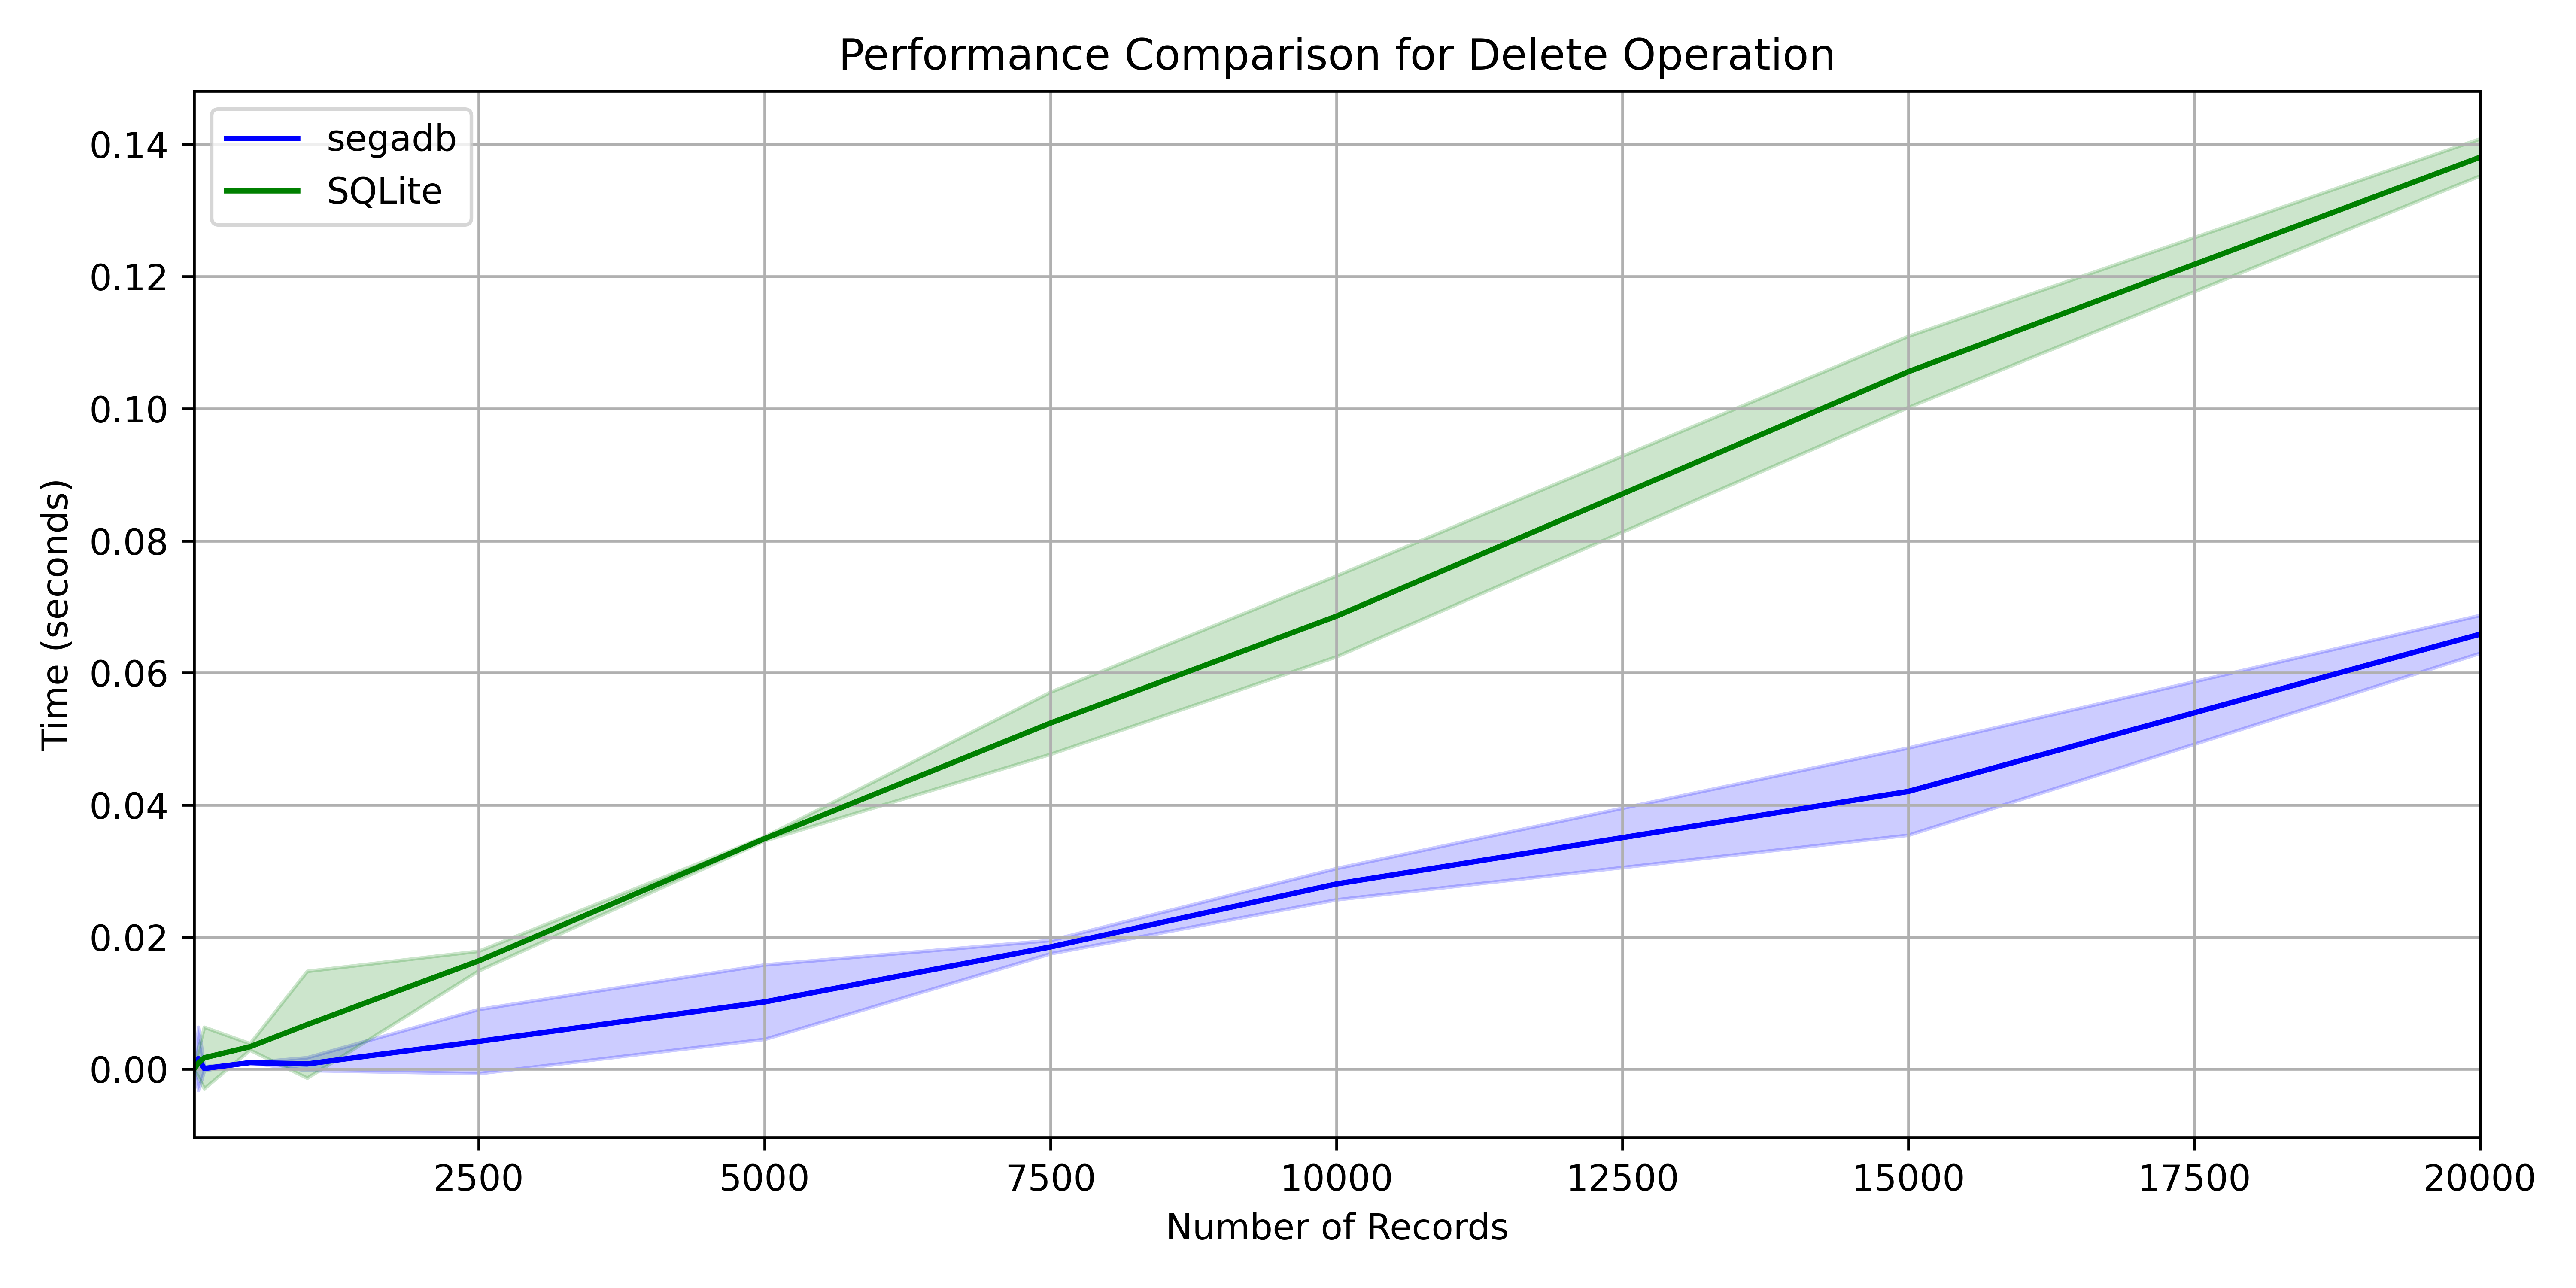 Performance Comparison for Delete Operation
segadb
SQLite
0.14
0.12
0.10
0.08
0.06
0.04
0.02
0.00
Time (seconds)
2500 5000 7500 10000 12500 15000 17500 20000
Number of Records